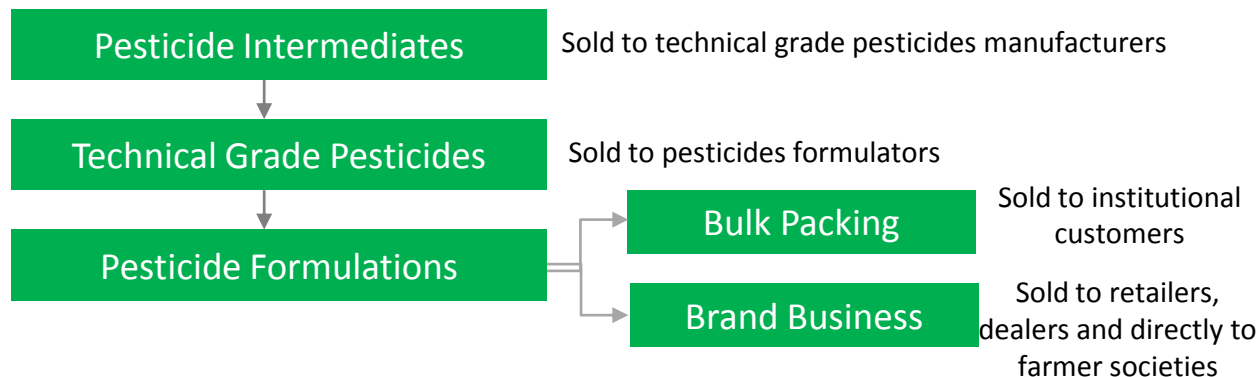 Pesticide Intermediates
Sold to technical grade pesticides manufacturers
Technical Grade Pesticides
Sold to pesticides formulators
Pesticide Formulations
Bulk Packing
Sold to institutional
customers
Brand Business
Sold to retailers,
dealers and directly to
farmer societies